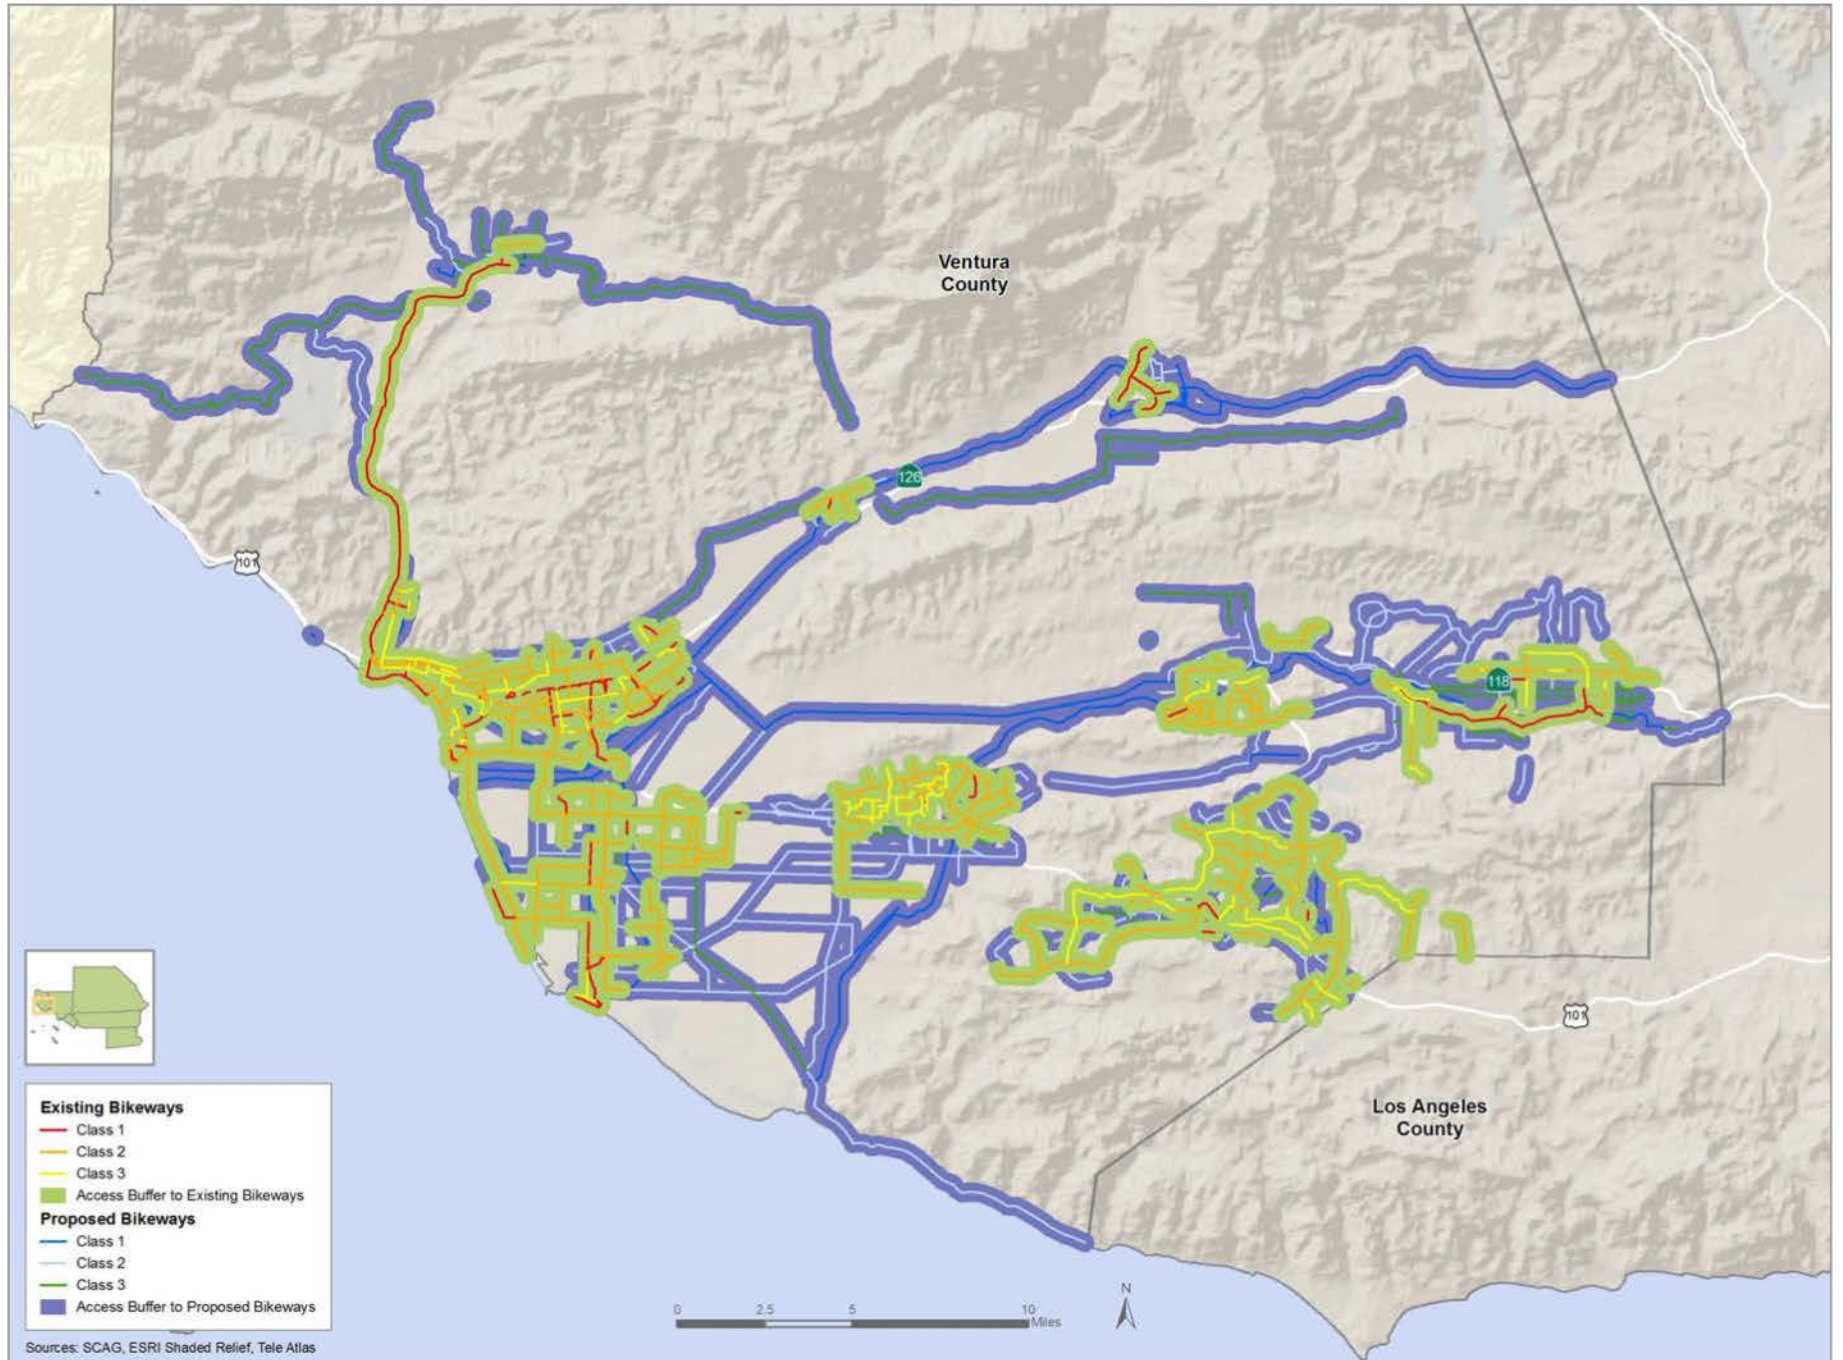 Ventura
County
126
101
118
101
Los Angeles
County
Existing Bikeways
Class 1
Class 2
Class 3
Access Buffer to Existing Bikeways
Proposed Bikeways
Class 1
Class 2
Class 3
Access Buffer to Proposed Bikeways
N
0 2.5 5 10
Miles
Sources: SCAG, ESRI Shaded Relief, Tele Atlas